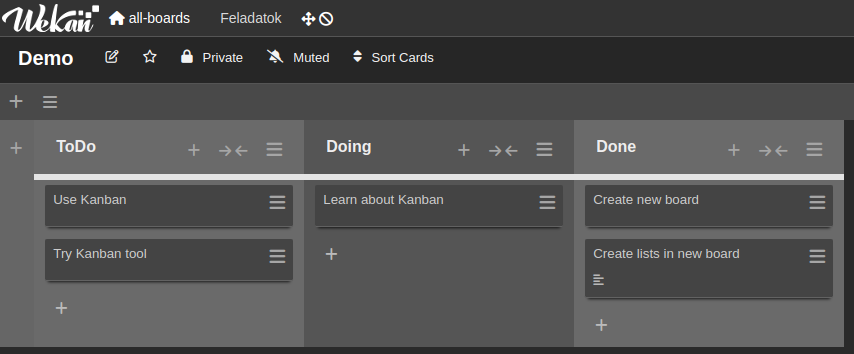 Wekan all-boards Feladatok
Demo Private Muted Sort Cards
ToDo Doing Done
Use Kanban Learn about Kanban Create new board
Try Kanban tool Create lists in new board